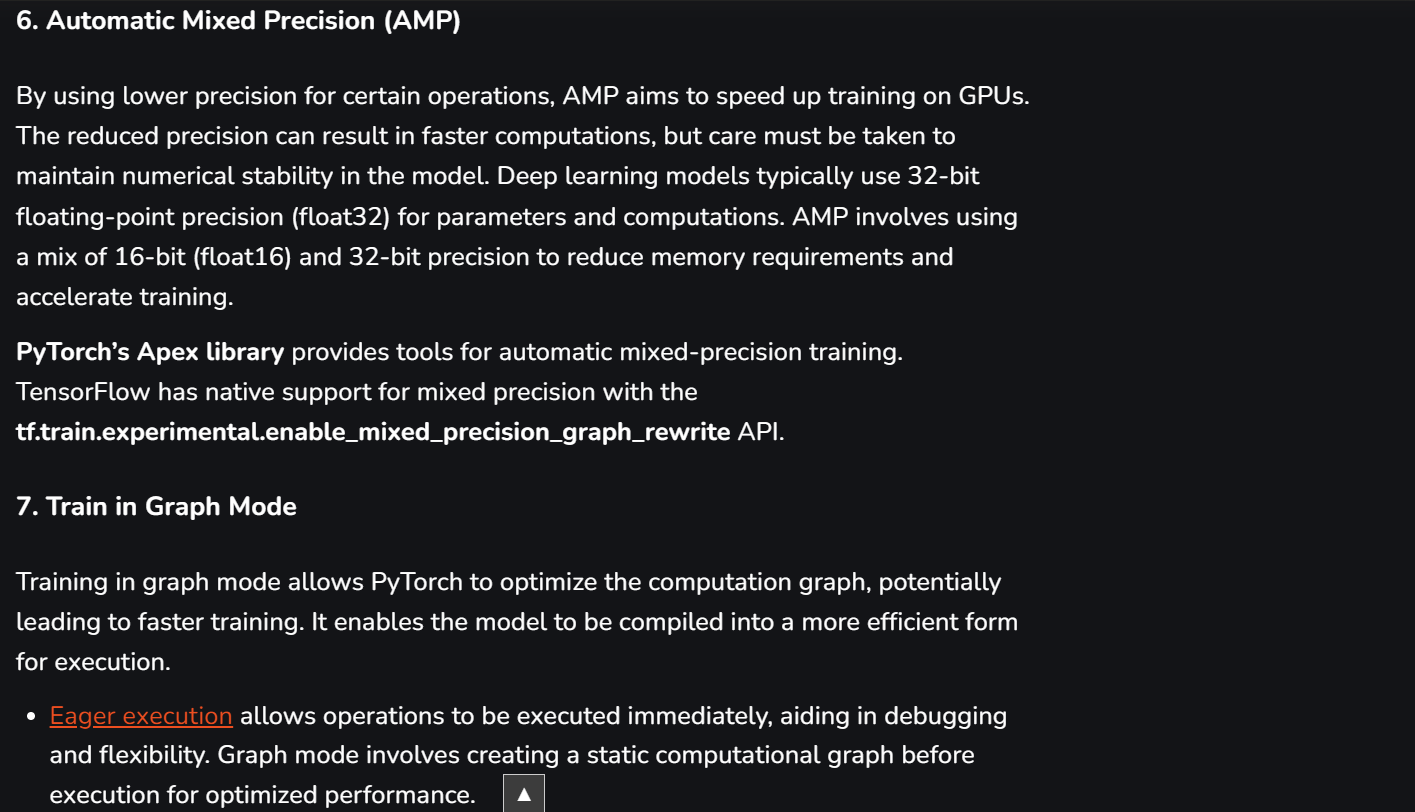 6. Automatic Mixed Precision (AMP)
By using lower precision for certain operations, AMP aims to speed up training on GPUs.
The reduced precision can result in faster computations, but care must be taken to
maintain numerical stability in the model. Deep learning models typically use 32-bit
floating-point precision (float32) for parameters and computations. AMP involves using
a mix of 16-bit (float16) and 32-bit precision to reduce memory requirements and
accelerate training.
PyTorch’s Apex library provides tools for automatic mixed-precision training.
TensorFlow has native support for mixed precision with the
tf.train.experimental.enable_mixed_precision_graph_rewrite API.
7. Train in Graph Mode
Training in graph mode allows PyTorch to optimize the computation graph, potentially
leading to faster training. It enables the model to be compiled into a more efficient form
for execution.
• Eager execution allows operations to be executed immediately, aiding in debugging
and flexibility. Graph mode involves creating a static computational graph before
execution for optimized performance.